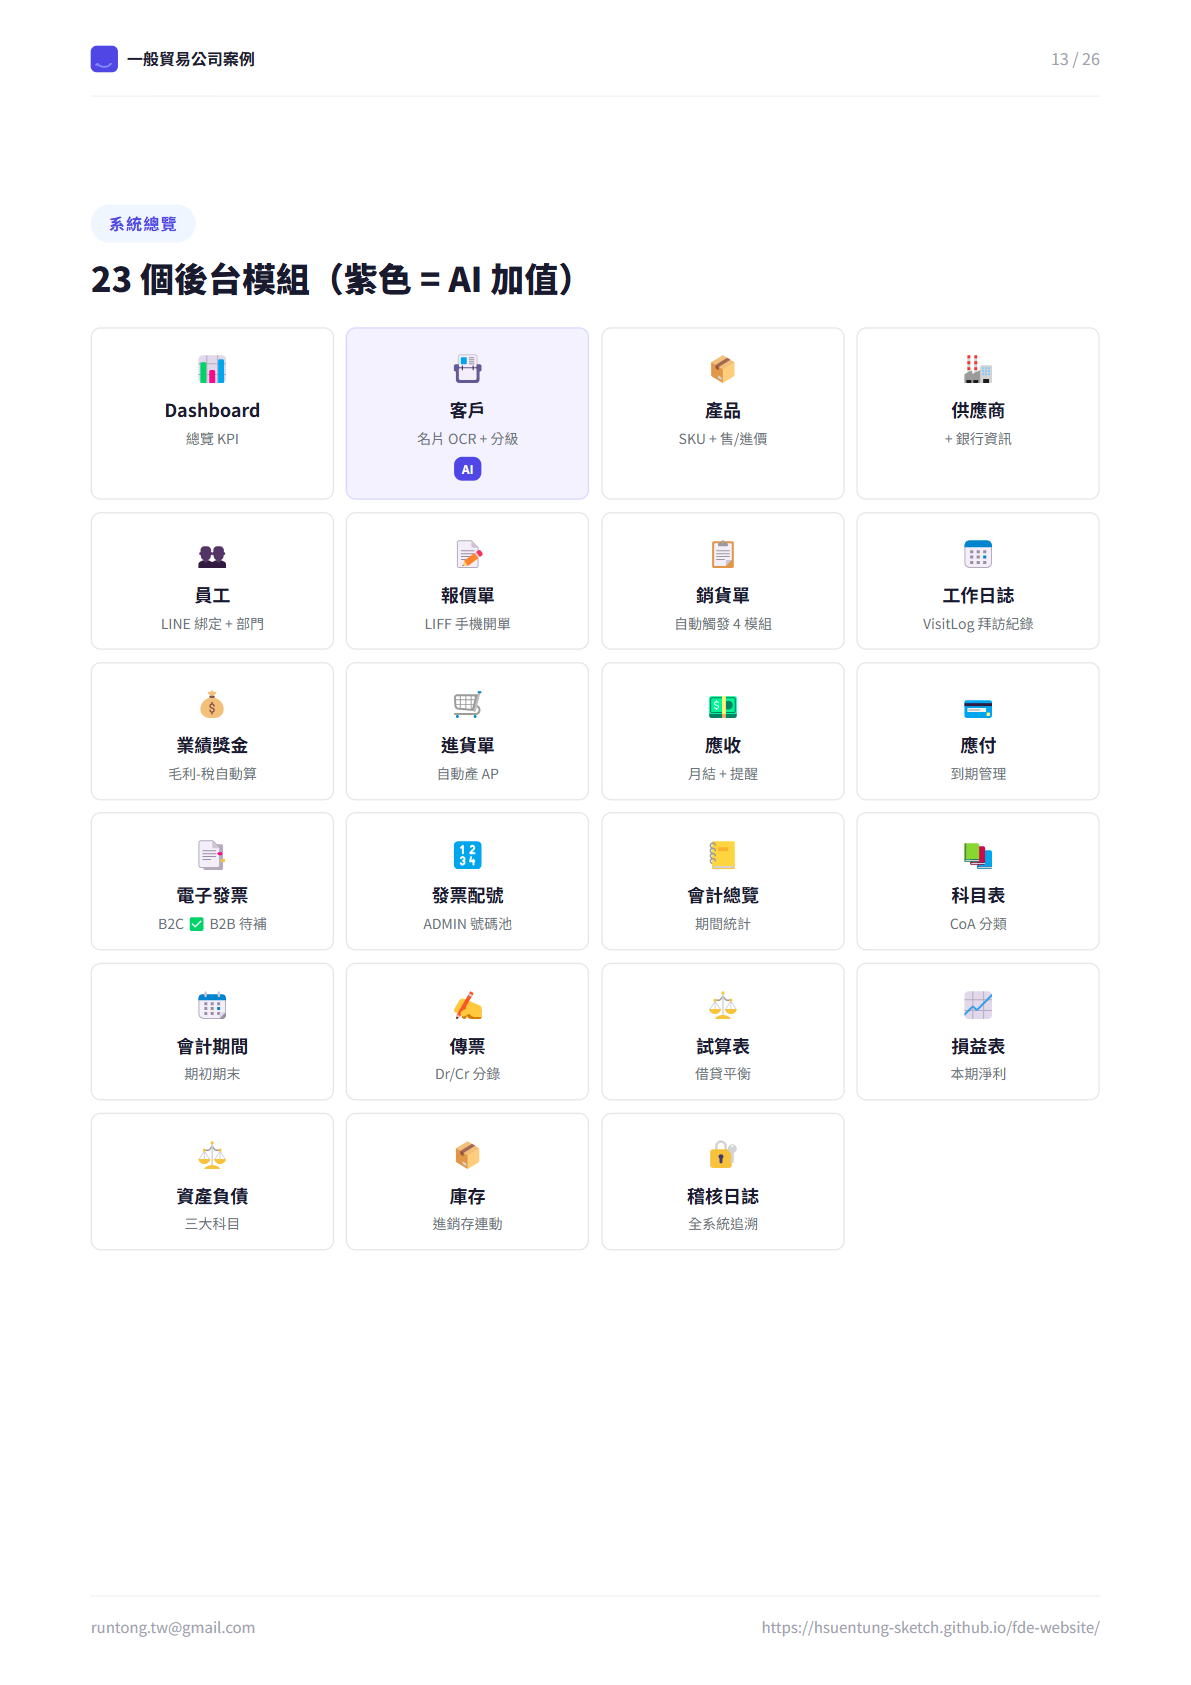 一般貿易公司案例
13 / 26
系統總覽
23 個後台模組（紫色 = AI 加值）
Dashboard
總覽 KPI
客戶
名片 OCR + 分級
AI
產品
SKU + 售/進價
供應商
+ 銀行資訊
員工
LINE 綁定 + 部門
報價單
LIFF 手機開單
銷貨單
自動觸發 4 模組
工作日誌
VisitLog 拜訪紀錄
業績獎金
毛利-稅自動算
進貨單
自動產 AP
應收
月結 + 提醒
應付
到期管理
電子發票
B2C ✅ B2B 待補
發票配號
ADMIN 號碼池
會計總覽
期間統計
科目表
CoA 分類
會計期間
期初期末
傳票
Dr/Cr 分錄
試算表
借貸平衡
損益表
本期淨利
資產負債
三大科目
庫存
進銷存連動
稽核日誌
全系統追溯
runtong.tw@gmail.com
https://hsuentung-sketch.github.io/fde-website/